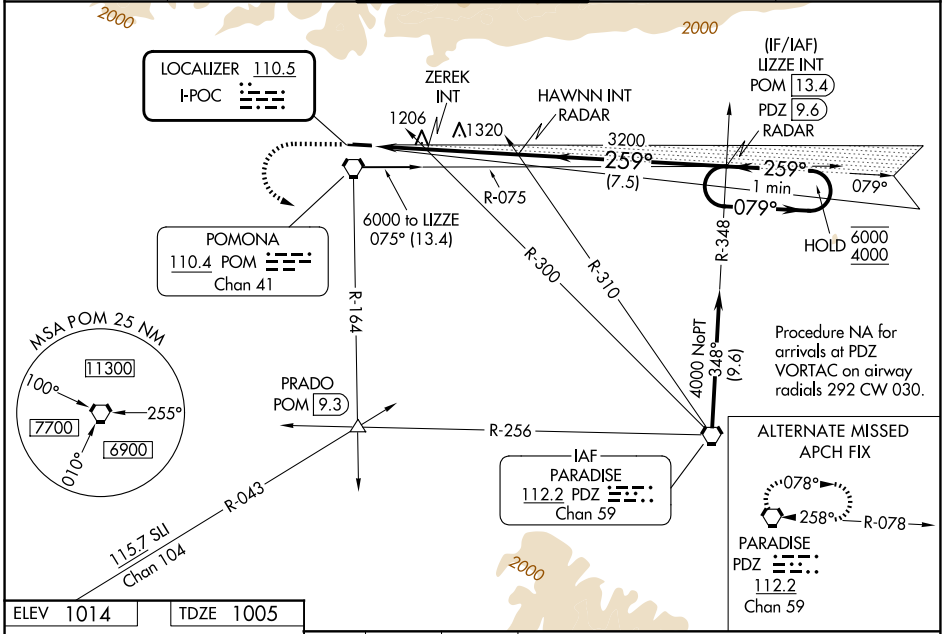 2000
2000
LOCALIZER 110.5
I-POC
ZEREK
INT
HAWNN INT
RADAR
(IF/IAF)
LIZZE INT
POM 13.4
PDZ 9.6
RADAR
1206
1320
3200
259°
(7.5)
259°
1 min
079°
079°
R-075
6000 to LIZZE
075° (13.4)
HOLD 6000
4000
POMONA
110.4 POM
Chan 41
R-164
R-300
R-310
R-348
4000 NoPT
348°
(9.6)
Procedure NA for
arrivals at PDZ
VORTAC on airway
radials 292 CW 030.
MSA POM 25 NM
11300
100°
255°
7700
6900
010°
PRADO
POM 9.3
R-256
R-043
115.7 SLI
Chan 104
IAF
PARADISE
112.2 PDZ
Chan 59
2000
ALTERNATE MISSED
APCH FIX
078°
258°
R-078
PARADISE
PDZ
112.2
Chan 59
ELEV 1014
TDZE 1005